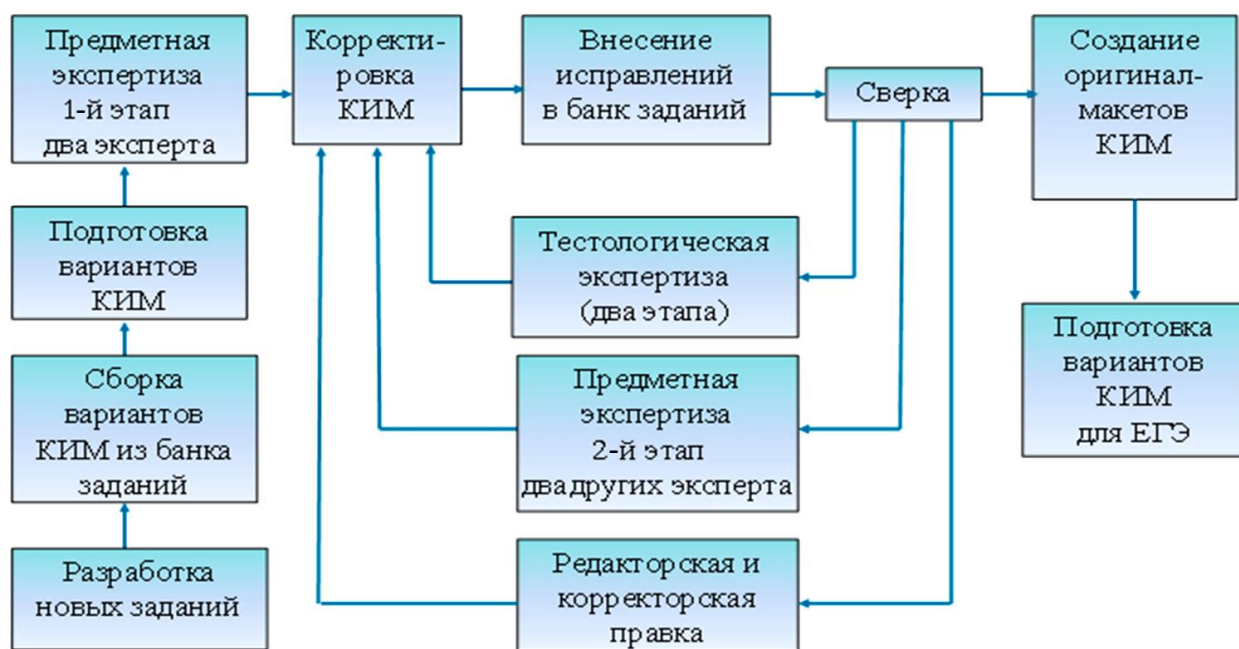 Предметная
экспертиза
1-й этап
два эксперта
Корректи-
ровка
КИМ
Внесение
исправлений
в банк заданий
Сверка
Создание
оригинал-
макетов
КИМ
Подготовка
вариантов
КИМ
Тестологическая
экспертиза
(два этапа)
Подготовка
вариантов
КИМ
для ЕГЭ
Сборка
вариантов
КИМ из банка
заданий
Предметная
экспертиза
2-й этап
два других эксперта
Разработка
новых заданий
Редакторская и
корректорская
правка